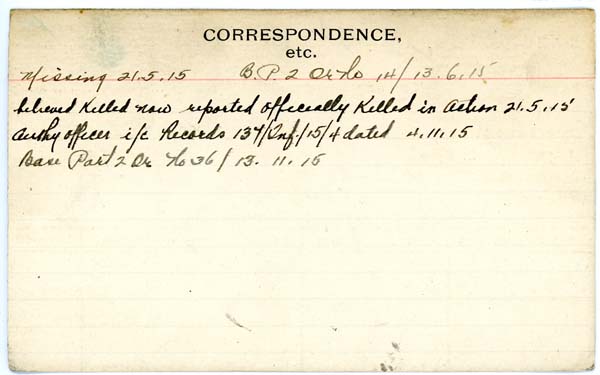 CORRESPONDENCE,
etc.
Missing 21.5.15 B.P. 2 Or No 14/13.6.15
believed Killed now reported officially Killed in action 21.5.15
Authy officer i/c Records 137/Inf./15/4 dated 4.11.15
Base Part 2 Or No 36/13.11.15